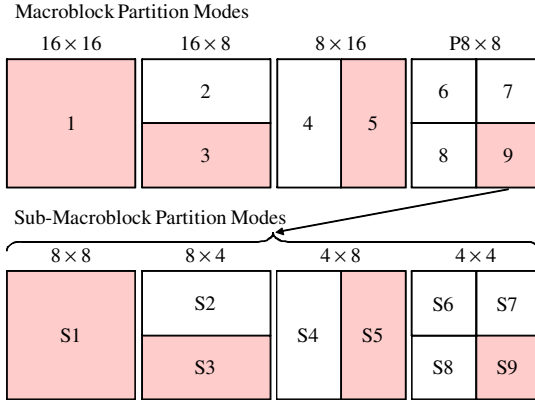 Macroblock Partition Modes
16 × 16 16 × 8 8 × 16 P8 × 8
1 2 3 4 5 6 7 8 9
Sub-Macroblock Partition Modes
8 × 8 8 × 4 4 × 8 4 × 4
S1 S2 S3 S4 S5 S6 S7 S8 S9